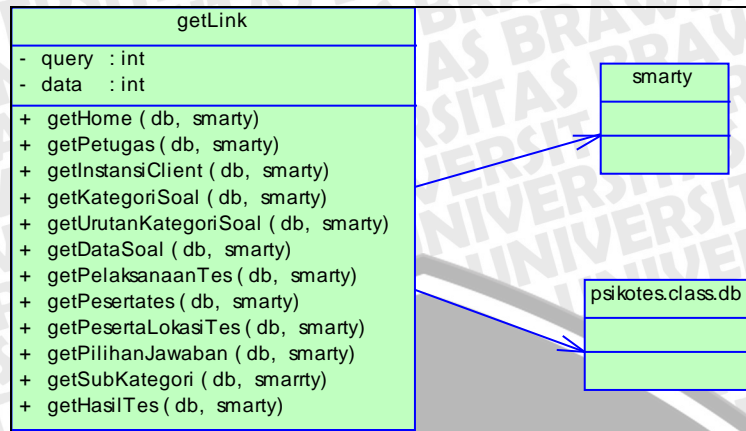 getLink
- query : int
- data : int
+ getHome ( db, smarty)
+ getPetugas ( db, smarty)
+ getInstansiClient ( db, smarty)
+ getKategoriSoal ( db, smarty)
+ getUrutanKategoriSoal ( db, smarty)
+ getDataSoal ( db, smarty)
+ getPelaksanaanTes ( db, smarty)
+ getPesertates ( db, smarty)
+ getPesertaLokasiTes ( db, smarty)
+ getPilihanJawaban ( db, smarty)
+ getSubKategori ( db, smarrty)
+ getHasilTes ( db, smarty)
smarty
psikotes.class.db